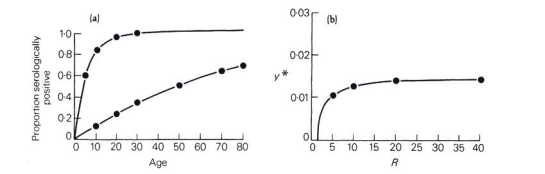 (a)
Proportion serologically
positive
1·0
0·8
0·6
0·4
0·2
0
0 10 20 30 40 50 60 70 80
Age
(b)
y*
0·03
0·02
0·01
0
0 5 10 15 20 25 30 35 40
R